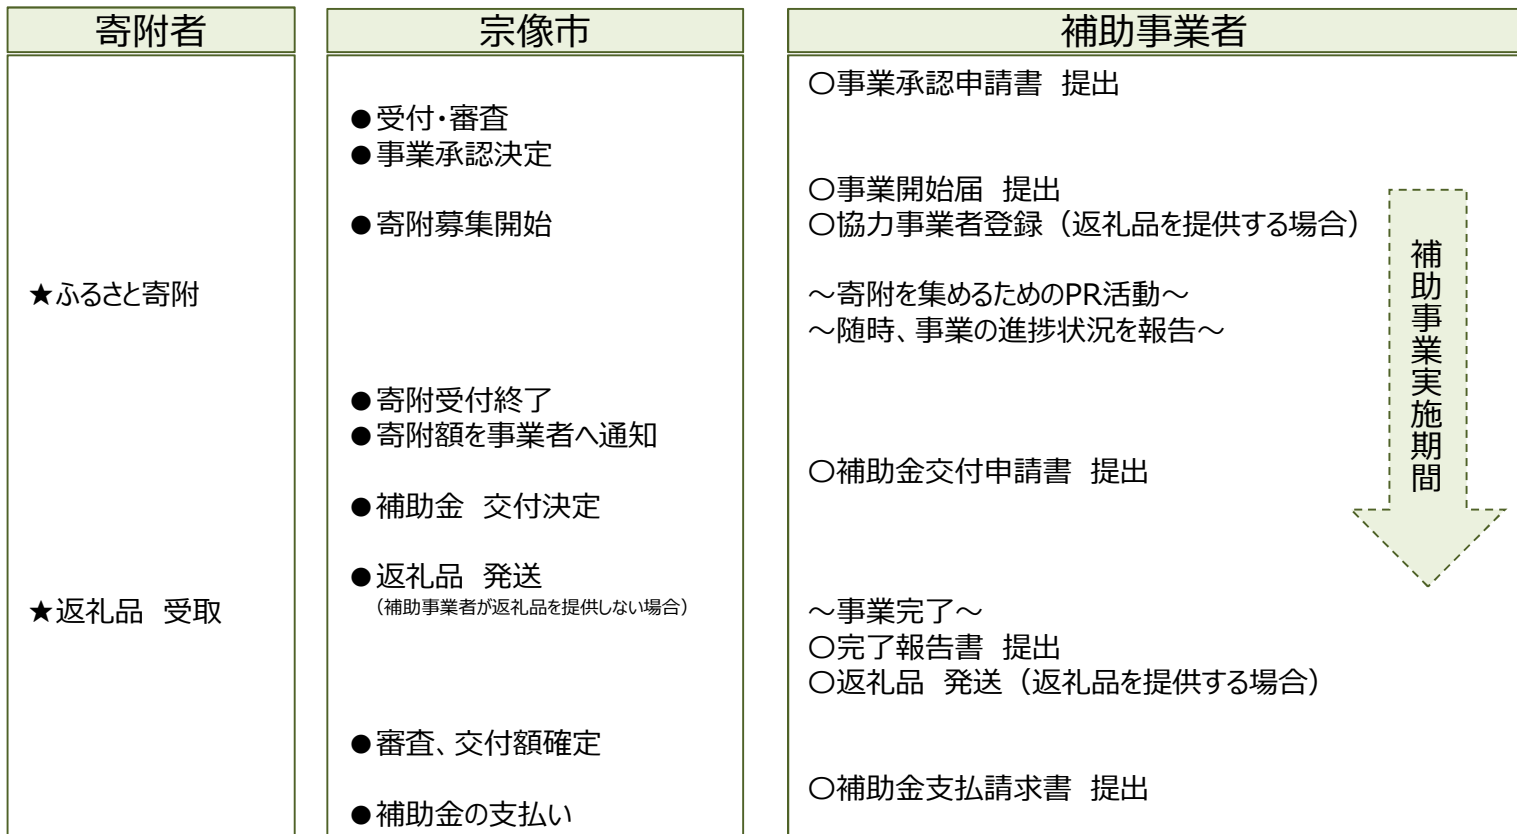 寄附者
★ふるさと寄附
★返礼品 受取
宗像市
●受付・審査
●事業承認決定
●寄附募集開始
●寄附受付終了
●寄附額を事業者へ通知
●補助金 交付決定
●返礼品 発送
（補助事業者が返礼品を提供しない場合）
●審査、交付額確定
●補助金の支払い
補助事業者
〇事業承認申請書 提出
〇事業開始届 提出
〇協力事業者登録（返礼品を提供する場合）
～寄附を集めるためのPR活動～
～随時、事業の進捗状況を報告～
〇補助金交付申請書 提出
～事業完了～
〇完了報告書 提出
〇返礼品 発送（返礼品を提供する場合）
〇補助金支払請求書 提出
補助事業実施期間